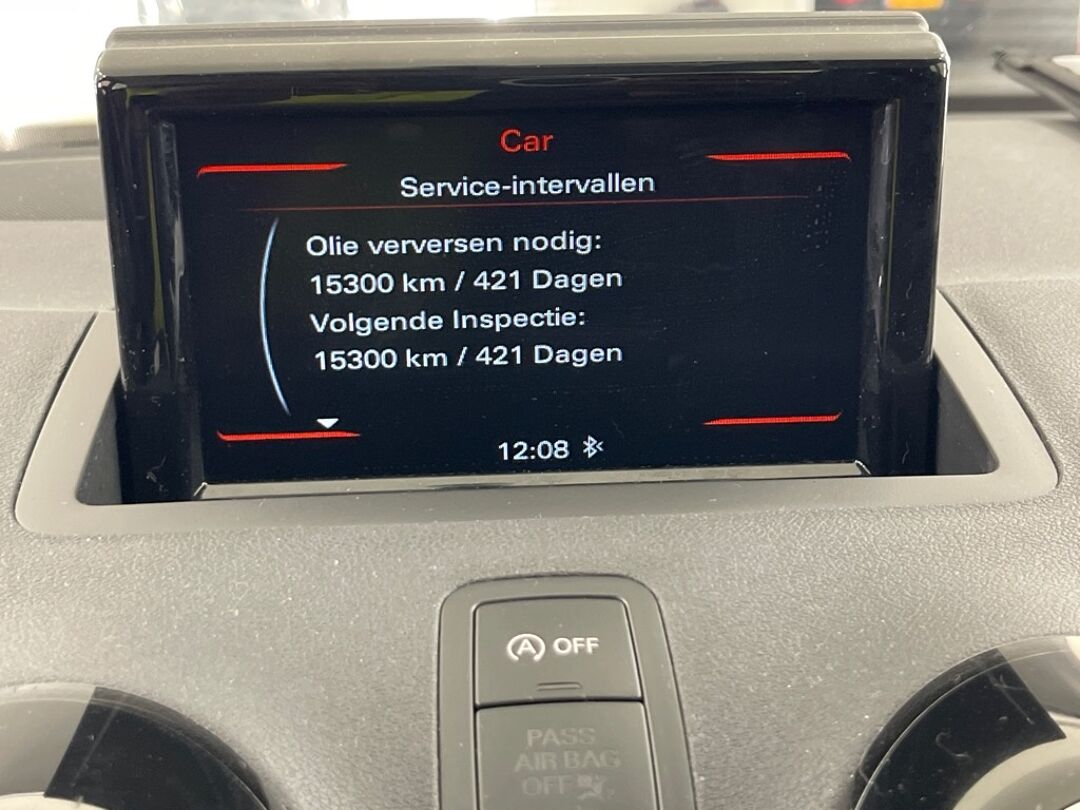 Car
Service-intervallen
Olie verversen nodig:
15300 km / 421 Dagen
Volgende Inspectie:
15300 km / 421 Dagen
12:08
A OFF
PASS
AIR BAG
OFF